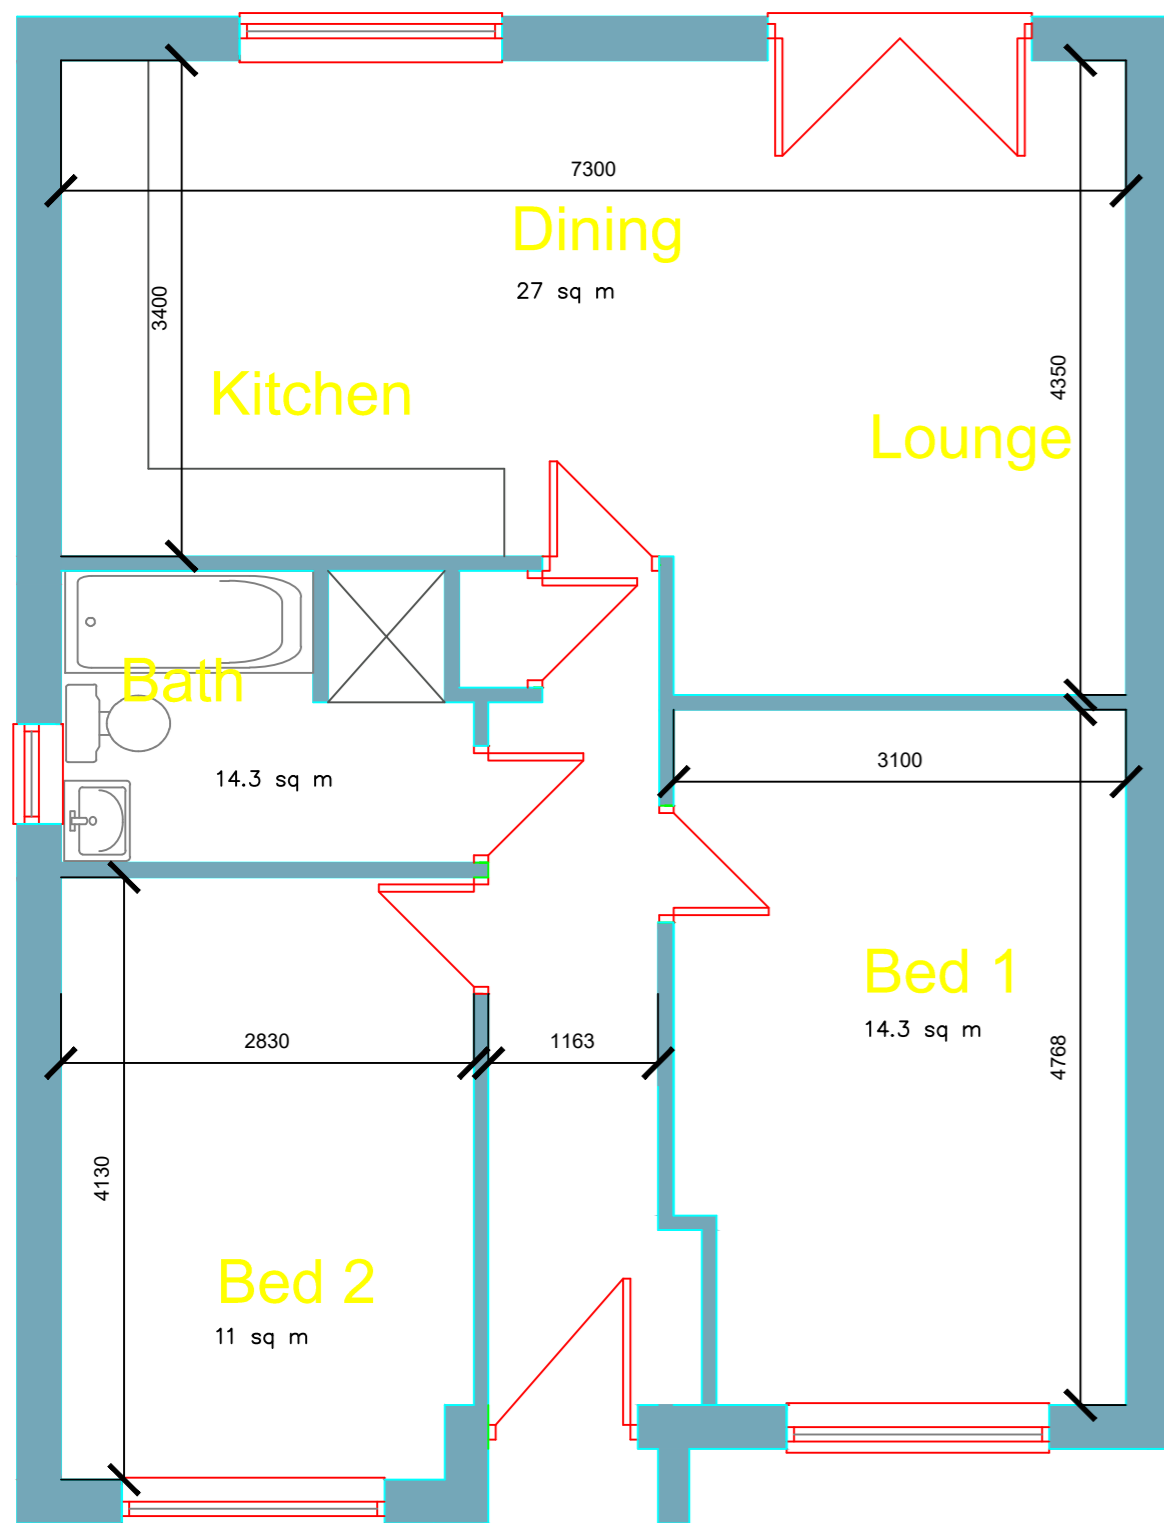 7300
Dining
27 sq m
3400
4350
Kitchen
Lounge
Bath
14.3 sq m
3100
Bed 1
14.3 sq m
2830
1163
4768
4130
Bed 2
11 sq m